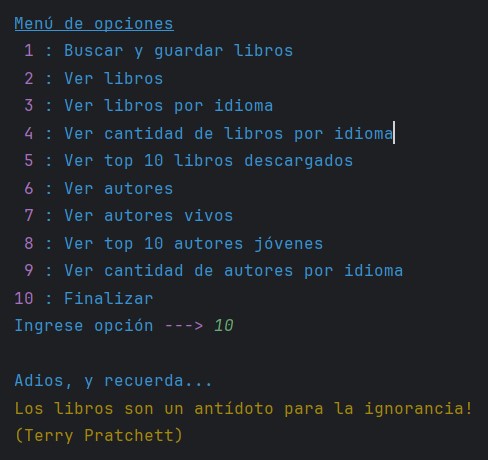 Menú de opciones
1 : Buscar y guardar libros
2 : Ver libros
3 : Ver libros por idioma
4 : Ver cantidad de libros por idioma
5 : Ver top 10 libros descargados
6 : Ver autores
7 : Ver autores vivos
8 : Ver top 10 autores jóvenes
9 : Ver cantidad de autores por idioma
10 : Finalizar
Ingrese opción ---> 10
Adios, y recuerda...
Los libros son un antídoto para la ignorancia!
(Terry Pratchett)